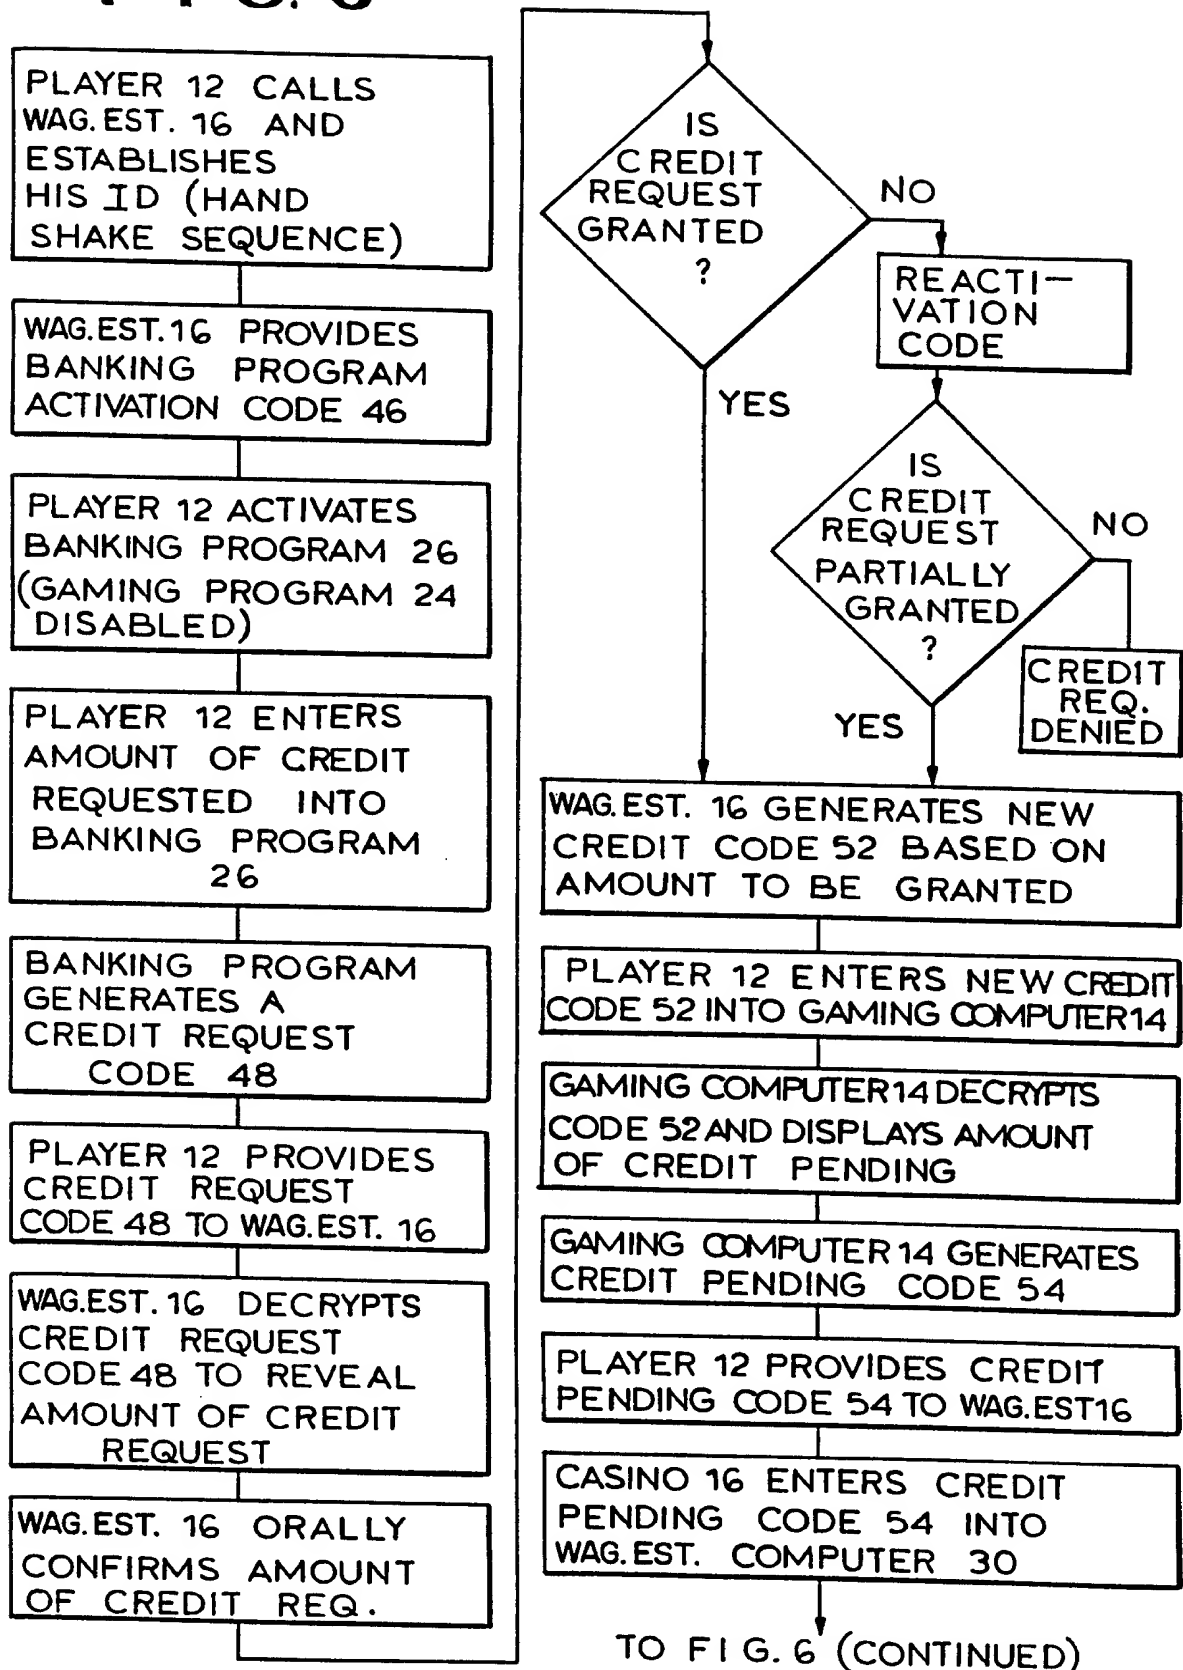 FIG. 6
PLAYER 12 CALLS
WAG. EST. 16 AND
ESTABLISHES
HIS ID (HAND
SHAKE SEQUENCE)
WAG.EST.16 PROVIDES
BANKING PROGRAM
ACTIVATION CODE 46
PLAYER 12 ACTIVATES
BANKING PROGRAM 26
(GAMING PROGRAM 24
DISABLED)
PLAYER 12 ENTERS
AMOUNT OF CREDIT
REQUESTED INTO
BANKING PROGRAM
26
BANKING PROGRAM
GENERATES A
CREDIT REQUEST
CODE 48
PLAYER 12 PROVIDES
CREDIT REQUEST
CODE 48 TO WAG.EST. 16
WAG.EST. 16 DECRYPTS
CREDIT REQUEST
CODE 48 TO REVEAL
AMOUNT OF CREDIT
REQUEST
WAG.EST. 16 ORALLY
CONFIRMS AMOUNT
OF CREDIT REQ.
IS
CREDIT
REQUEST
GRANTED
?
NO
YES
REACTI-
VATION
CODE
IS
CREDIT
REQUEST
PARTIALLY
GRANTED
?
NO
YES
CREDIT
REQ.
DENIED
WAG.EST. 16 GENERATES NEW
CREDIT CODE 52 BASED ON
AMOUNT TO BE GRANTED
PLAYER 12 ENTERS NEW CREDIT
CODE 52 INTO GAMING COMPUTER 14
GAMING COMPUTER 14 DECRYPTS
CODE 52 AND DISPLAYS AMOUNT
OF CREDIT PENDING
GAMING COMPUTER 14 GENERATES
CREDIT PENDING CODE 54
PLAYER 12 PROVIDES CREDIT
PENDING CODE 54 TO WAG.EST16
CASINO 16 ENTERS CREDIT
PENDING CODE 54 INTO
WAG.EST. COMPUTER 30
TO FIG. 6 (CONTINUED)